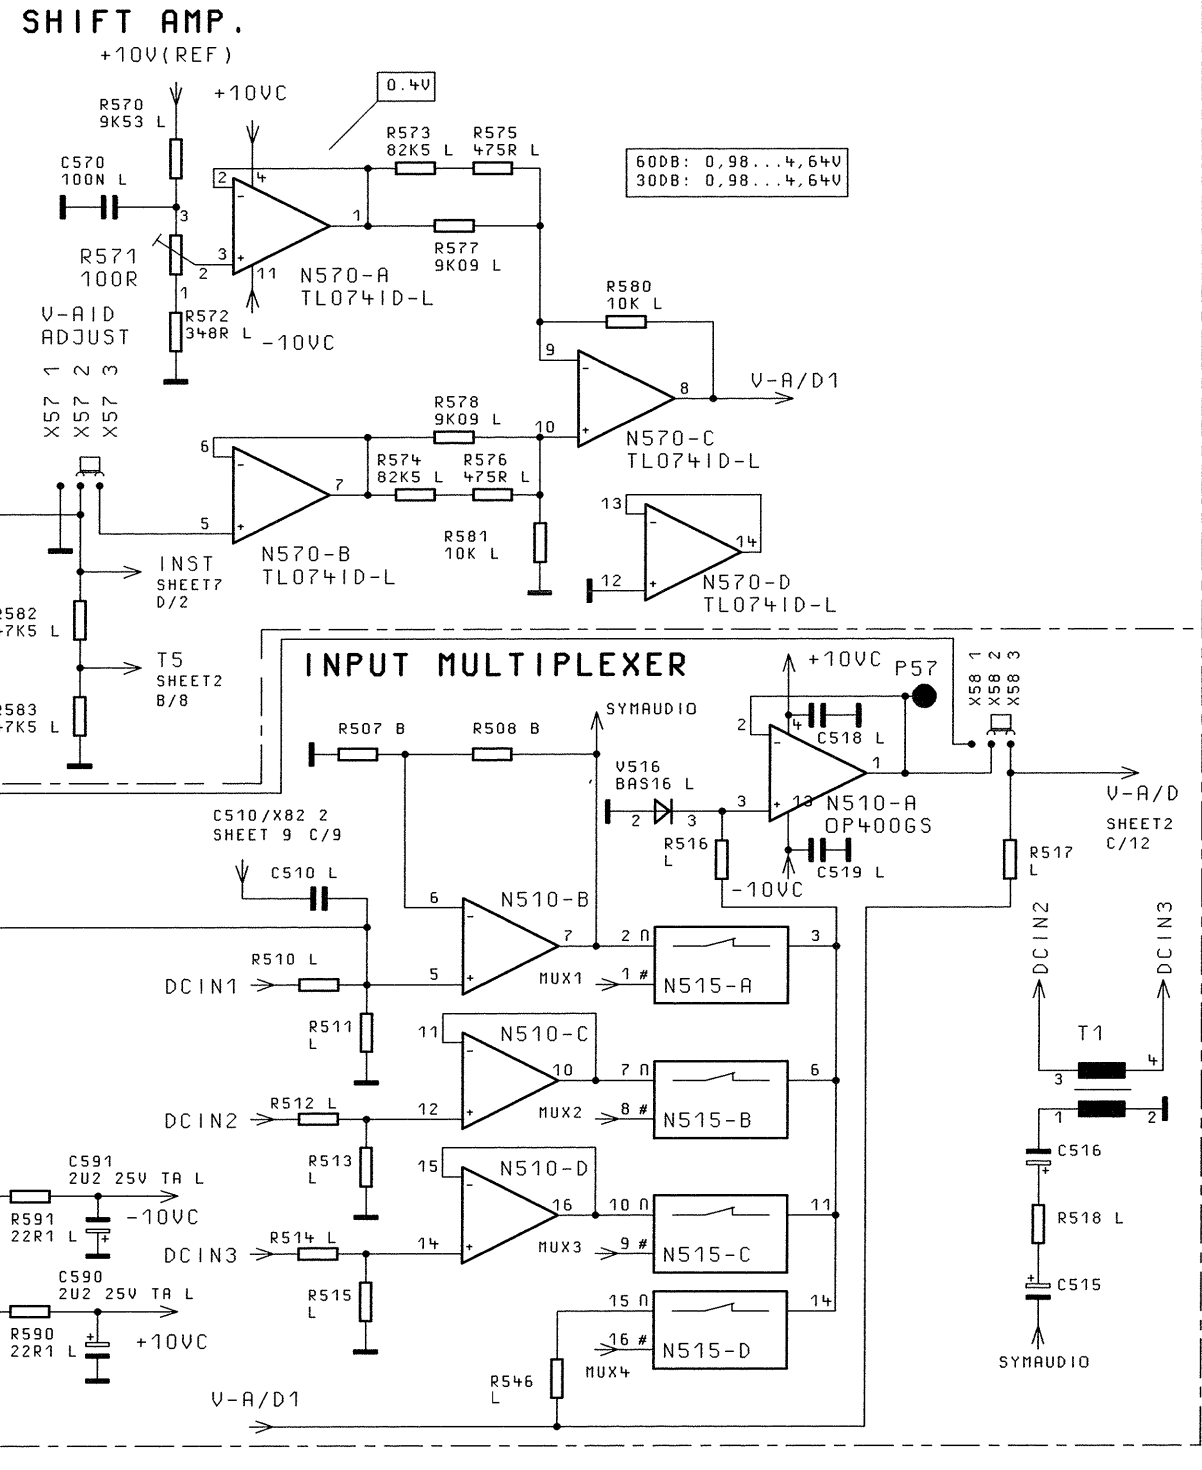 SHIFT AMP.
+10V(REF)
+10VC
0.4V
R570
9K53 L
C570
100N L
R573
82K5 L
R575
475R L
60DB: 0,98...4,64V
30DB: 0,98...4,64V
2
4
3
1
R571
100R
3
2
11
1
R577
9K09 L
N570-A
TL074ID-L
R572
348R L
-10VC
V-AID
ADJUST
R580
10K L
9
8
V-A/D1
X57 1
X57 2
X57 3
R578
9K09 L
10
N570-C
TL074ID-L
6
7
R574
82K5 L
R576
475R L
5
R581
10K L
13
14
12
N570-B
TL074ID-L
N570-D
TL074ID-L
INST
SHEET7
D/2
R582
47K5 L
T5
SHEET2
B/8
R583
47K5 L
INPUT MULTIPLEXER
+10VC
P57
X58 1
X58 2
X58 3
SYMAUDIO
R507 B
R508 B
2
4
C518 L
1
V516
BAS16 L
2
3
3
13
N510-A
OP400GS
V-A/D
SHEET2
C/12
C510/X82 2
SHEET 9 C/9
R516
L
C519 L
-10VC
R517
L
C510 L
6
N510-B
7
2
3
5
MUX1
1 #
N515-A
R510 L
DCIN1
R511
L
DCIN2
DCIN3
11
N510-C
10
7
6
12
MUX2
8 #
N515-B
R512 L
DCIN2
R513
L
T1
3
4
1
2
C516
15
N510-D
16
10
11
14
MUX3
9 #
N515-C
R514 L
DCIN3
R515
L
R518 L
C515
SYMAUDIO
C591
2U2 25V TA L
R591
22R1 L
-10VC
C590
2U2 25V TA L
R590
22R1 L
+10VC
15
14
16 #
MUX4
N515-D
R546
L
V-A/D1